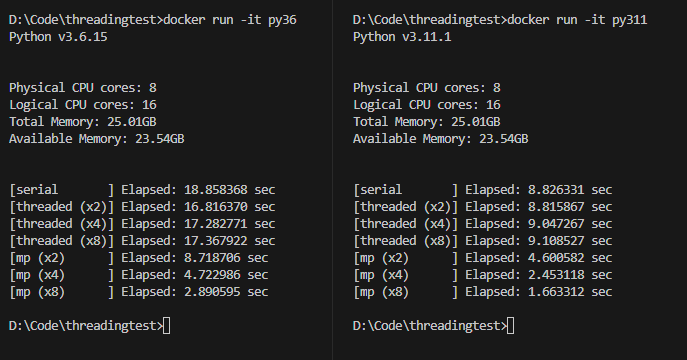 D:\Code\threadingtest>docker run -it py36
Python v3.6.15
Physical CPU cores: 8
Logical CPU cores: 16
Total Memory: 25.01GB
Available Memory: 23.54GB
[serial       ] Elapsed: 18.858368 sec
[threaded (x2)] Elapsed: 16.816370 sec
[threaded (x4)] Elapsed: 17.282771 sec
[threaded (x8)] Elapsed: 17.367922 sec
[mp (x2)      ] Elapsed: 8.718706 sec
[mp (x4)      ] Elapsed: 4.722986 sec
[mp (x8)      ] Elapsed: 2.890595 sec
D:\Code\threadingtest>
D:\Code\threadingtest>docker run -it py311
Python v3.11.1
Physical CPU cores: 8
Logical CPU cores: 16
Total Memory: 25.01GB
Available Memory: 23.54GB
[serial       ] Elapsed: 8.826331 sec
[threaded (x2)] Elapsed: 8.815867 sec
[threaded (x4)] Elapsed: 9.047267 sec
[threaded (x8)] Elapsed: 9.108527 sec
[mp (x2)      ] Elapsed: 4.600582 sec
[mp (x4)      ] Elapsed: 2.453118 sec
[mp (x8)      ] Elapsed: 1.663312 sec
D:\Code\threadingtest>